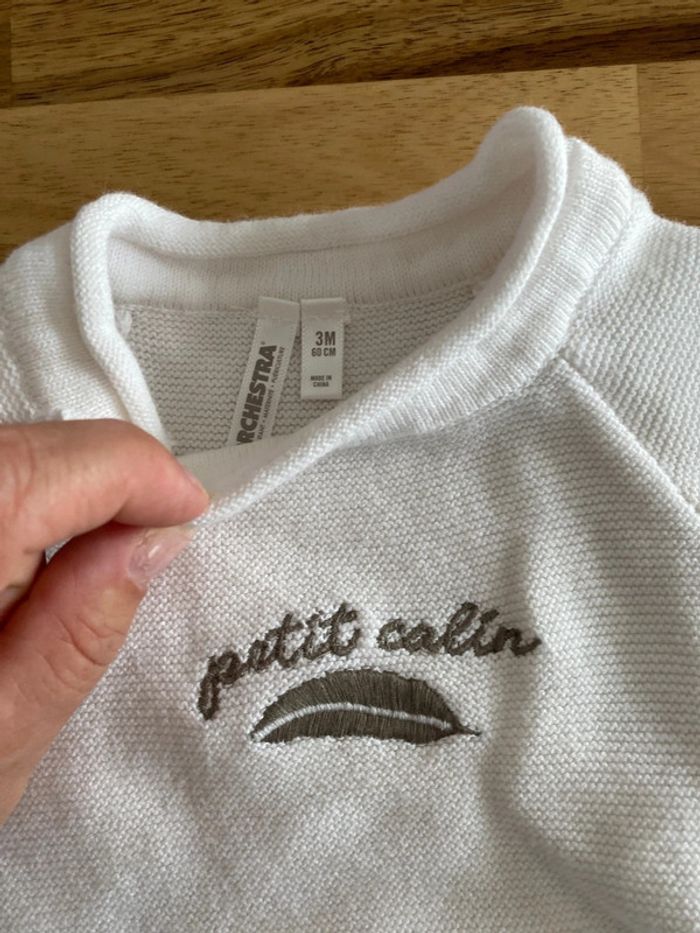 ORCHESTRA
3M
60 CM
MADE IN
CHINA
petit calin